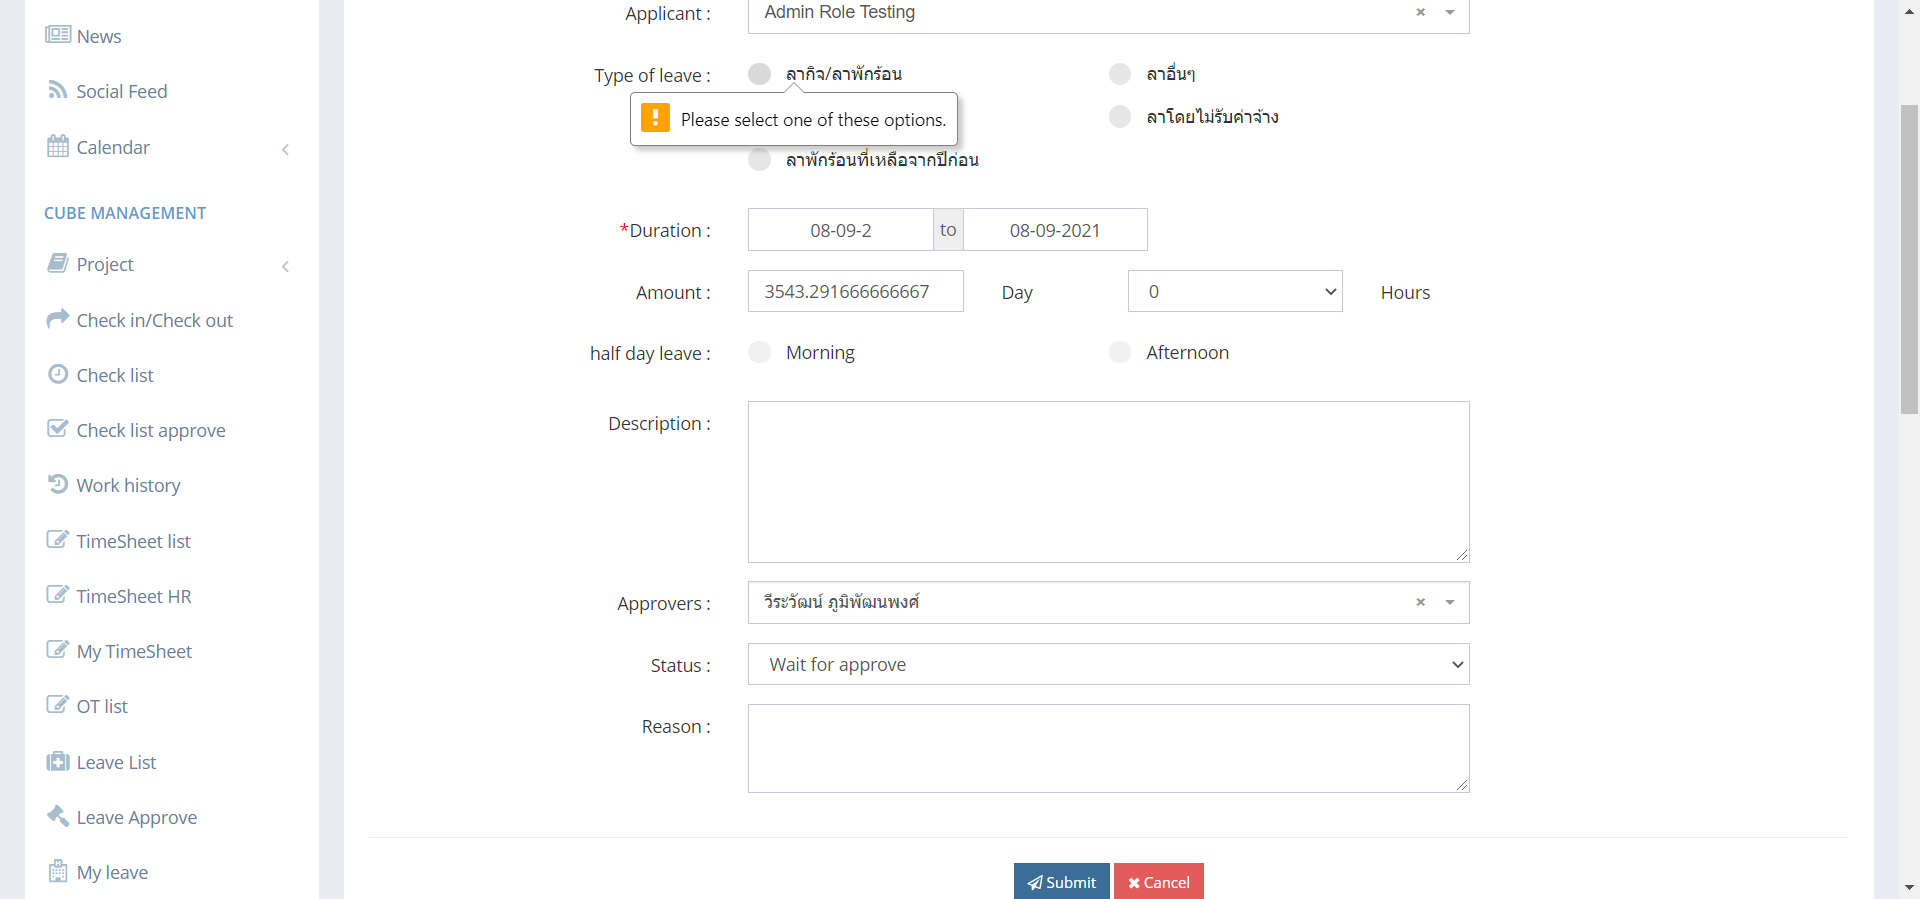 News
Social Feed
Calendar
CUBE MANAGEMENT
Project
Check in/Check out
Check list
Check list approve
Work history
TimeSheet list
TimeSheet HR
My TimeSheet
OT list
Leave List
Leave Approve
My leave
Applicant : Admin Role Testing ×
Type of leave : ลากิจ/ลาพักร้อน ลาอื่นๆ
Please select one of these options.
ลาโดยไม่รับค่าจ้าง
ลาพักร้อนที่เหลือจากปีก่อน
*Duration : 08-09-2 to 08-09-2021
Amount : 3543.291666666667 Day 0 Hours
half day leave : Morning Afternoon
Description :
Approvers : วีระวัฒน์ ภูมิพัฒนพงศ์ ×
Status : Wait for approve
Reason :
Submit Cancel